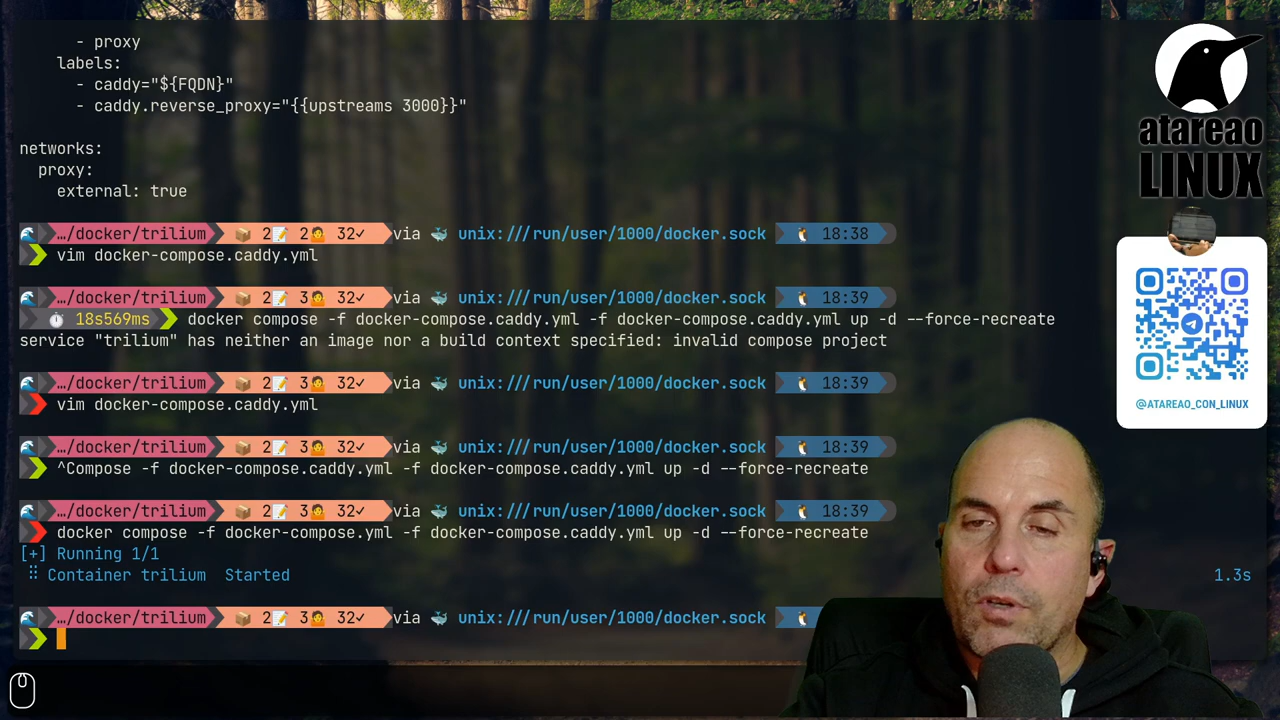 - proxy
labels:
- caddy="${FQDN}"
- caddy.reverse_proxy="{{upstreams 3000}}"
networks:
proxy:
external: true
…/docker/trilium 2 2 32✓ via unix:///run/user/1000/docker.sock 18:38
vim docker-compose.caddy.yml
…/docker/trilium 2 3 32✓ via unix:///run/user/1000/docker.sock 18:39
18s569ms docker compose -f docker-compose.caddy.yml -f docker-compose.caddy.yml up -d --force-recreate
service "trilium" has neither an image nor a build context specified: invalid compose project
…/docker/trilium 2 3 32✓ via unix:///run/user/1000/docker.sock 18:39
vim docker-compose.caddy.yml
…/docker/trilium 2 3 32✓ via unix:///run/user/1000/docker.sock 18:39
^Compose -f docker-compose.caddy.yml -f docker-compose.caddy.yml up -d --force-recreate
…/docker/trilium 2 3 32✓ via unix:///run/user/1000/docker.sock 18:39
docker compose -f docker-compose.yml -f docker-compose.caddy.yml up -d --force-recreate
[+] Running 1/1
⠿ Container trilium Started 1.3s
…/docker/trilium 2 3 32✓ via unix:///run/user/1000/docker.sock
atareao
LINUX
@ATAREAO_CON_LINUX